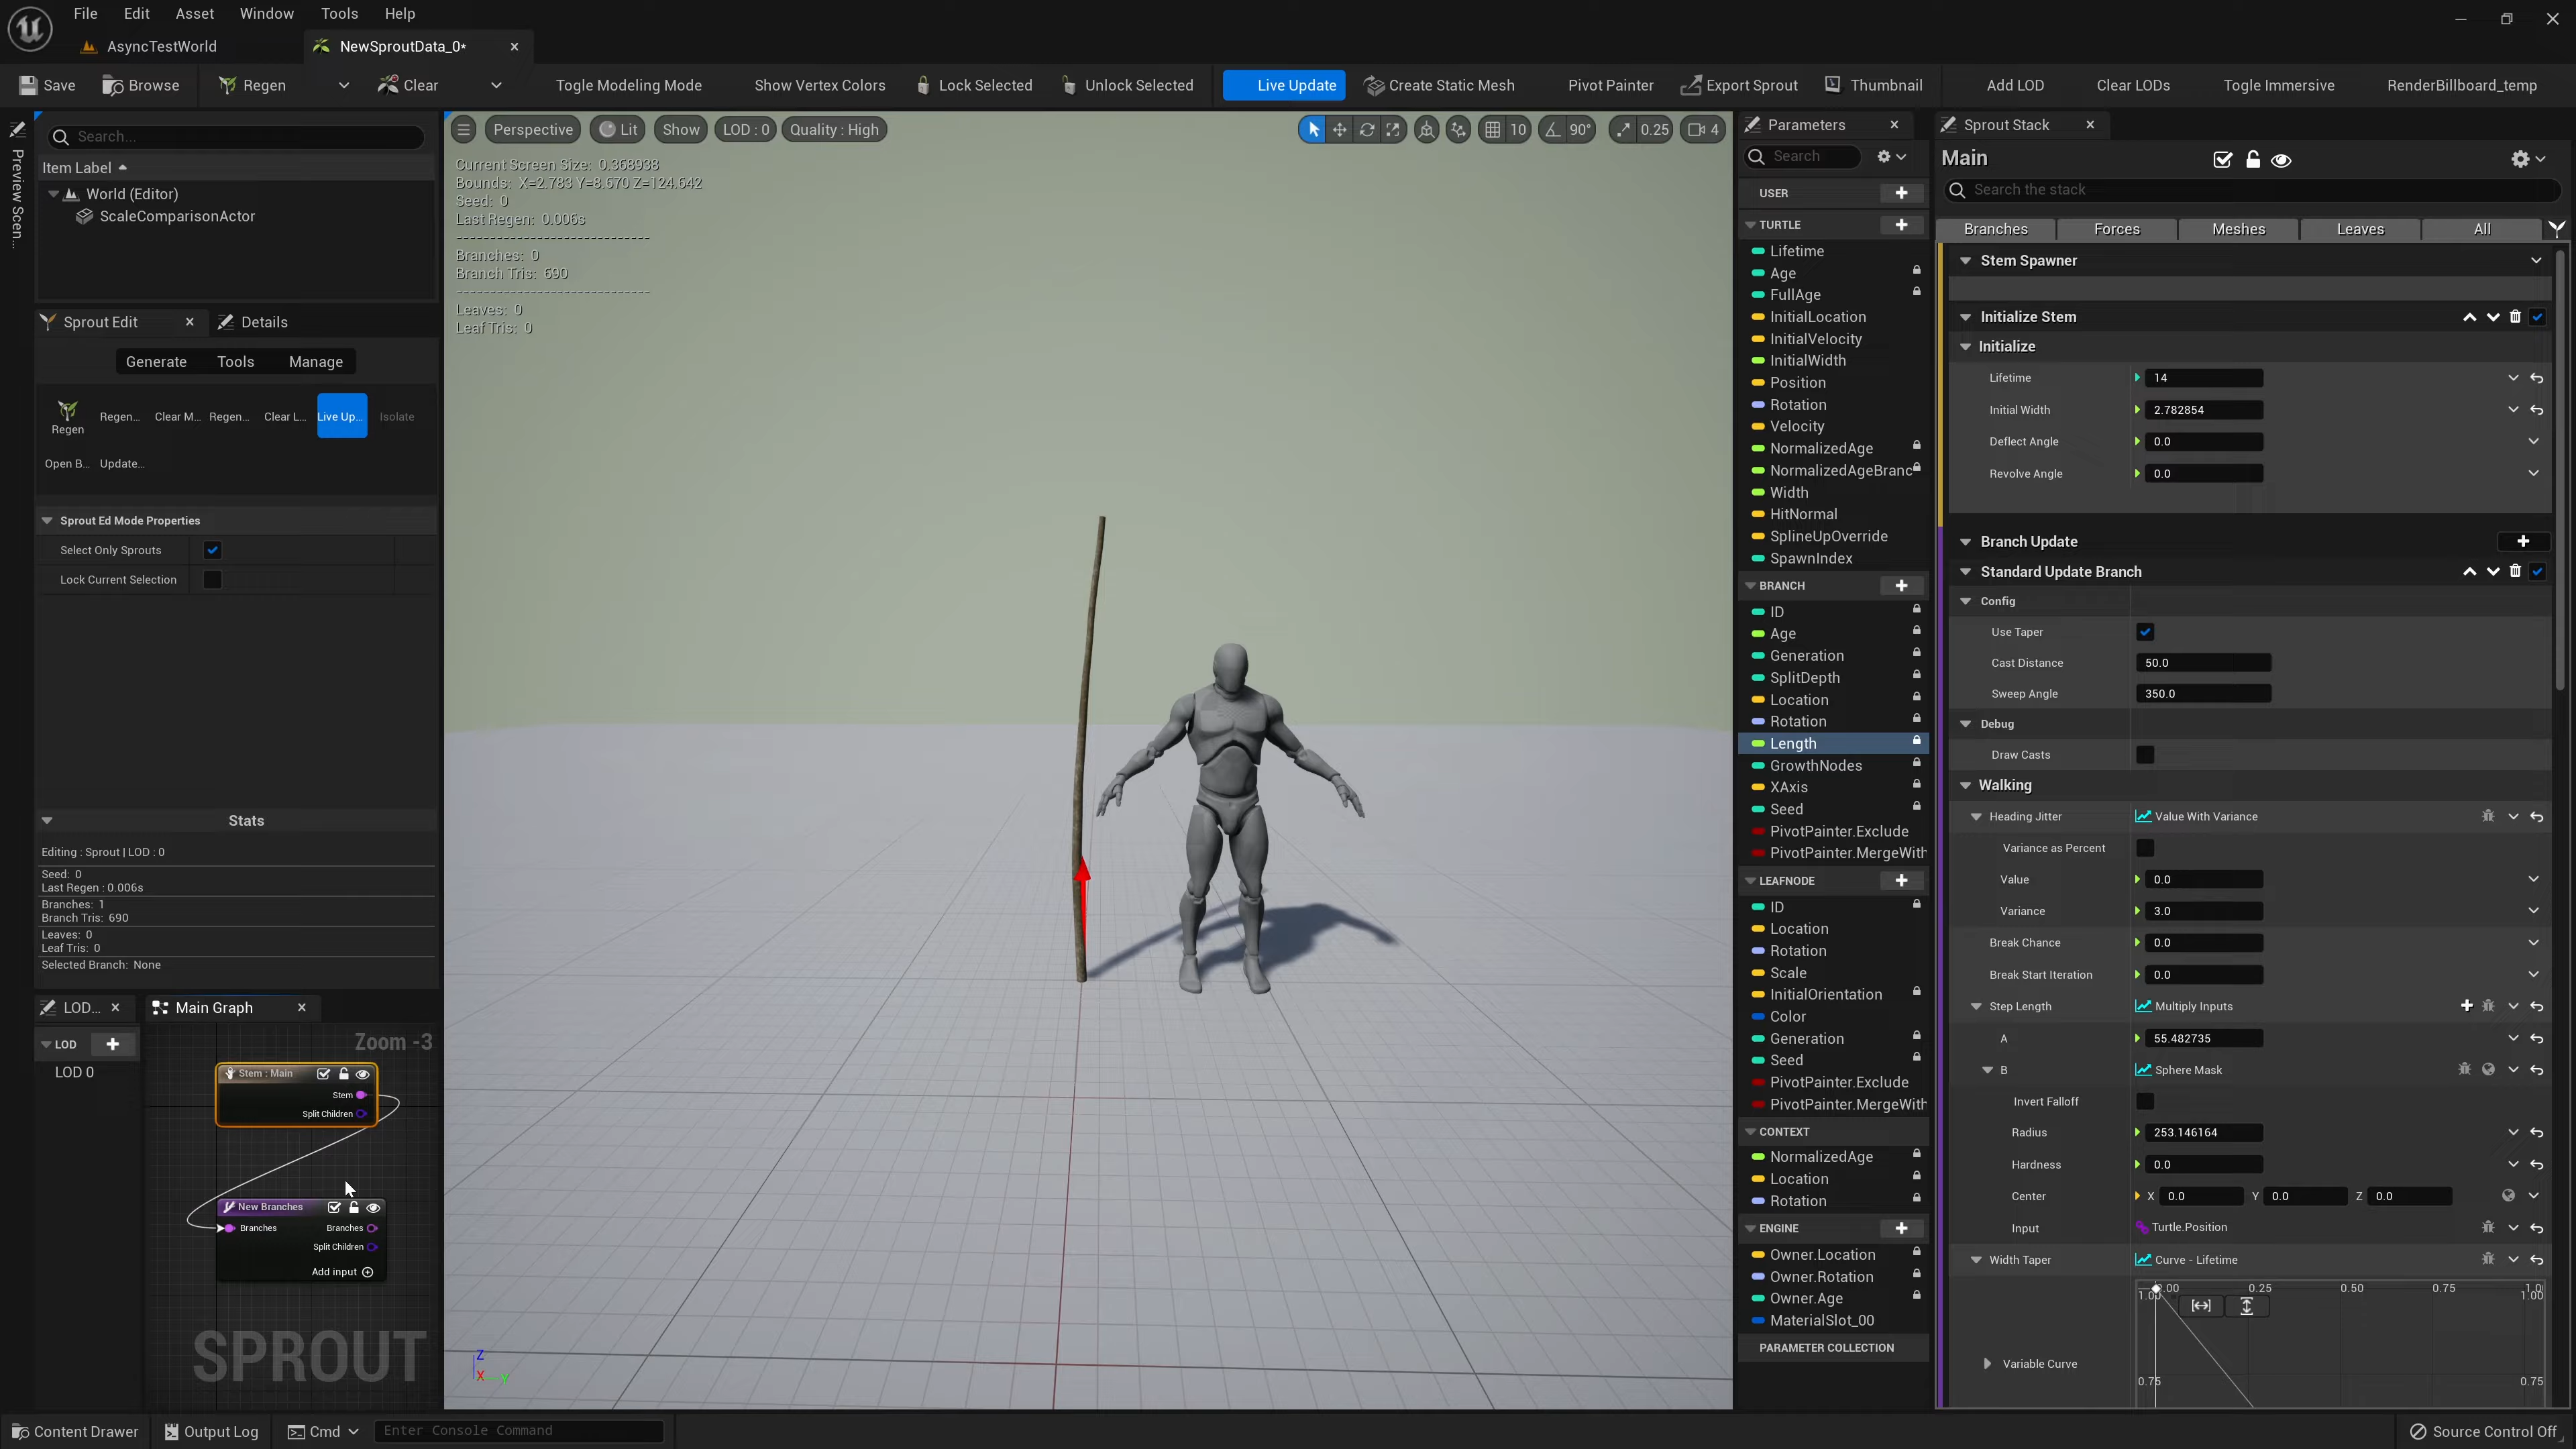 File Edit Asset Window Tools Help
AsyncTestWorld
NewSproutData_0*
Save Browse Regen Clear Togle Modeling Mode Show Vertex Colors Lock Selected Unlock Selected Live Update Create Static Mesh Pivot Painter Export Sprout Thumbnail Add LOD Clear LODs Togle Immersive RenderBillboard_temp
Preview Scen...
Search...
Item Label
World (Editor)
ScaleComparisonActor
Sprout Edit Details
Generate Tools Manage
Regen Regen... Clear M... Regen... Clear L... Live Up... Isolate
Open B... Update...
Sprout Ed Mode Properties
Select Only Sprouts
Lock Current Selection
Stats
Editing : Sprout | LOD : 0
Seed: 0
Last Regen : 0.006s
Branches: 1
Branch Tris: 690
Leaves: 0
Leaf Tris: 0
Selected Branch: None
LOD... Main Graph
LOD
LOD 0
Zoom -3
Stem : Main
Stem
Split Children
New Branches
Branches Branches
Split Children
Add input
SPROUT
Perspective Lit Show LOD : 0 Quality : High
10 90° 0.25 4
Current Screen Size: 0.368938
Bounds: X=2.783 Y=8.670 Z=124.642
Seed: 0
Last Regen: 0.006s
-----------------------------
Branches: 0
Branch Tris: 690
-----------------------------
Leaves: 0
Leaf Tris: 0
Z
X Y
Parameters
Search
USER
TURTLE
Lifetime
Age
FullAge
InitialLocation
InitialVelocity
InitialWidth
Position
Rotation
Velocity
NormalizedAge
NormalizedAgeBranc
Width
HitNormal
SplineUpOverride
SpawnIndex
BRANCH
ID
Age
Generation
SplitDepth
Location
Rotation
Length
GrowthNodes
XAxis
Seed
PivotPainter.Exclude
PivotPainter.MergeWith
LEAFNODE
ID
Location
Rotation
Scale
InitialOrientation
Color
Generation
Seed
PivotPainter.Exclude
PivotPainter.MergeWith
CONTEXT
NormalizedAge
Location
Rotation
ENGINE
Owner.Location
Owner.Rotation
Owner.Age
MaterialSlot_00
PARAMETER COLLECTION
Sprout Stack
Main
Search the stack
Branches Forces Meshes Leaves All
Stem Spawner
Initialize Stem
Initialize
Lifetime 14
Initial Width 2.782854
Deflect Angle 0.0
Revolve Angle 0.0
Branch Update
Standard Update Branch
Config
Use Taper
Cast Distance 50.0
Sweep Angle 350.0
Debug
Draw Casts
Walking
Heading Jitter Value With Variance
Variance as Percent
Value 0.0
Variance 3.0
Break Chance 0.0
Break Start Iteration 0.0
Step Length Multiply Inputs
A 55.482735
B Sphere Mask
Invert Falloff
Radius 253.146164
Hardness 0.0
Center X 0.0 Y 0.0 Z 0.0
Input Turtle.Position
Width Taper Curve - Lifetime
0.25 0.50 0.75
1.00 1.00
Variable Curve
0.75 0.75
Content Drawer Output Log Cmd Enter Console Command Source Control Off